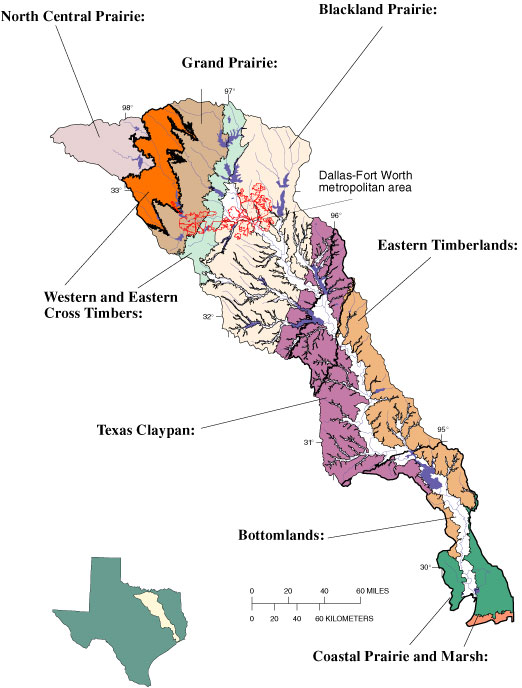 Blackland Prairie:
North Central Prairie:
Grand Prairie:
97°
98°
Dallas-Fort Worth
metropolitan area
33°
96°
Eastern Timberlands:
Western and Eastern
Cross Timbers:
32°
Texas Claypan:
95°
31°
Bottomlands:
30°
0 20 40 60 MILES
0 20 40 60 KILOMETERS
Coastal Prairie and Marsh: